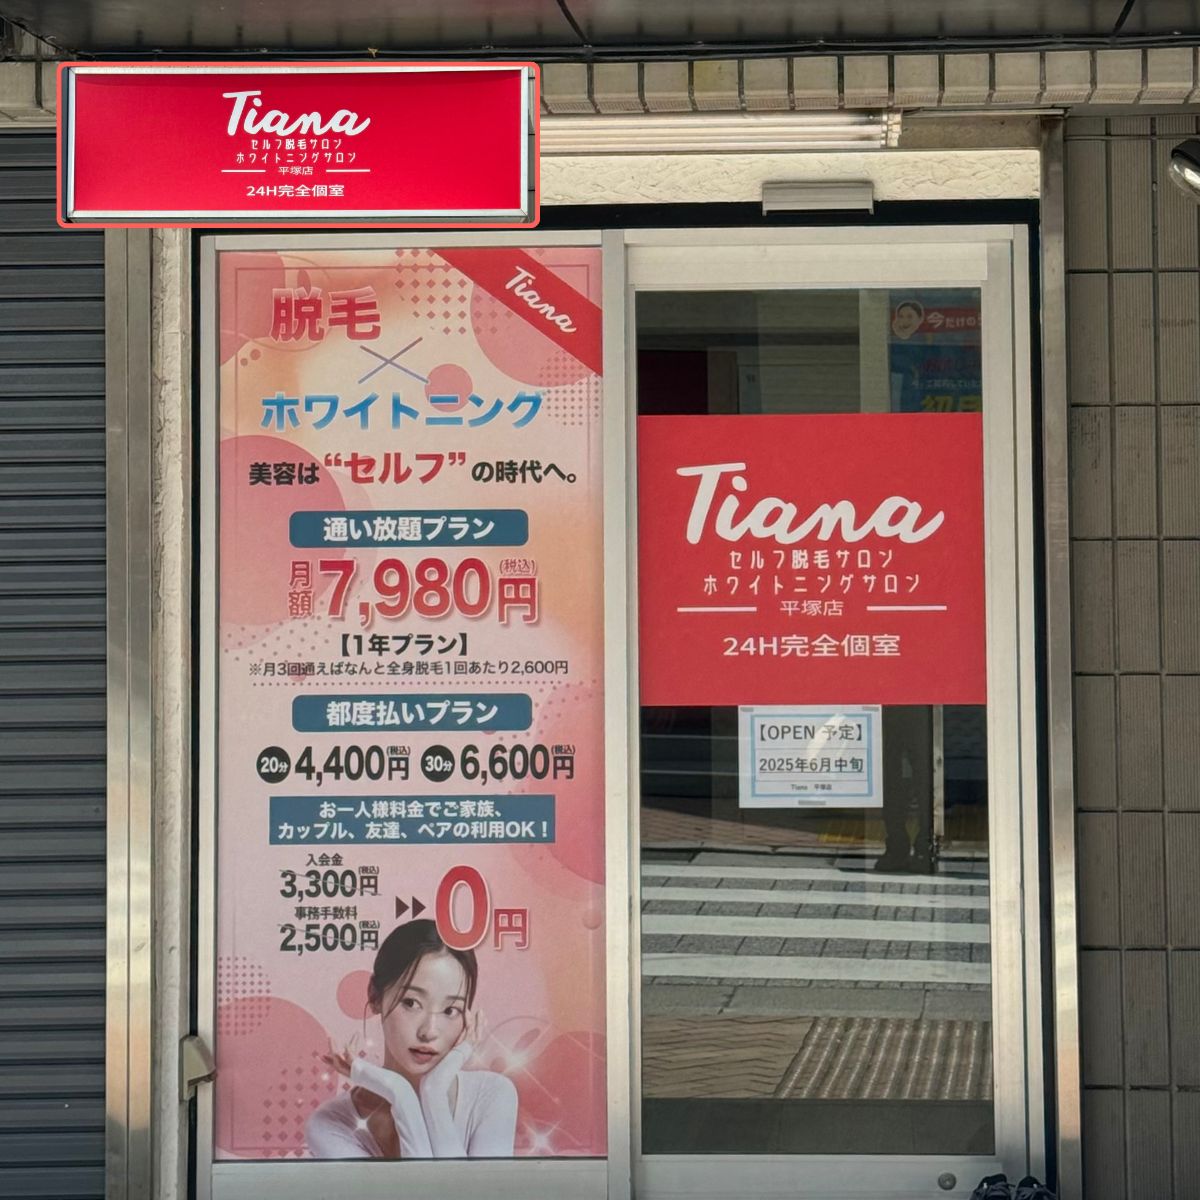 Tiana
セルフ脱毛サロン
ホワイトニングサロン
平塚店
24H完全個室
Tiana
脱毛
×
ホワイトニング
美容は“セルフ”の時代へ。
通い放題プラン
月額7,980円(税込)
【1年プラン】
※月3回通えばなんと全身脱毛1回あたり2,600円
都度払いプラン
20分 4,400円(税込) 30分 6,600円(税込)
お一人様料金でご家族、
カップル、友達、ペアの利用OK！
入会金
3,300円(税込)
事務手数料
2,500円(税込)
0円
Tiana
セルフ脱毛サロン
ホワイトニングサロン
平塚店
24H完全個室
【OPEN 予定】
2025年6月中旬
Tiana 平塚店
今だけの